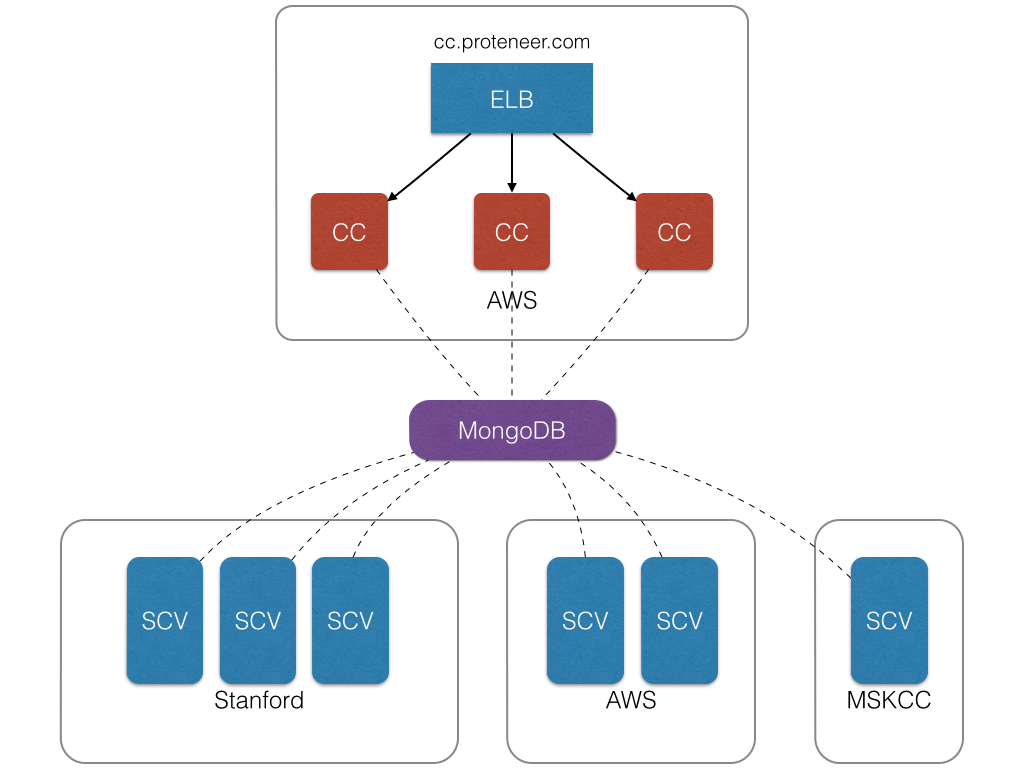 cc.proteneer.com
ELB
CC
CC
CC
AWS
MongoDB
SCV
SCV
SCV
SCV
SCV
SCV
Stanford
AWS
MSKCC